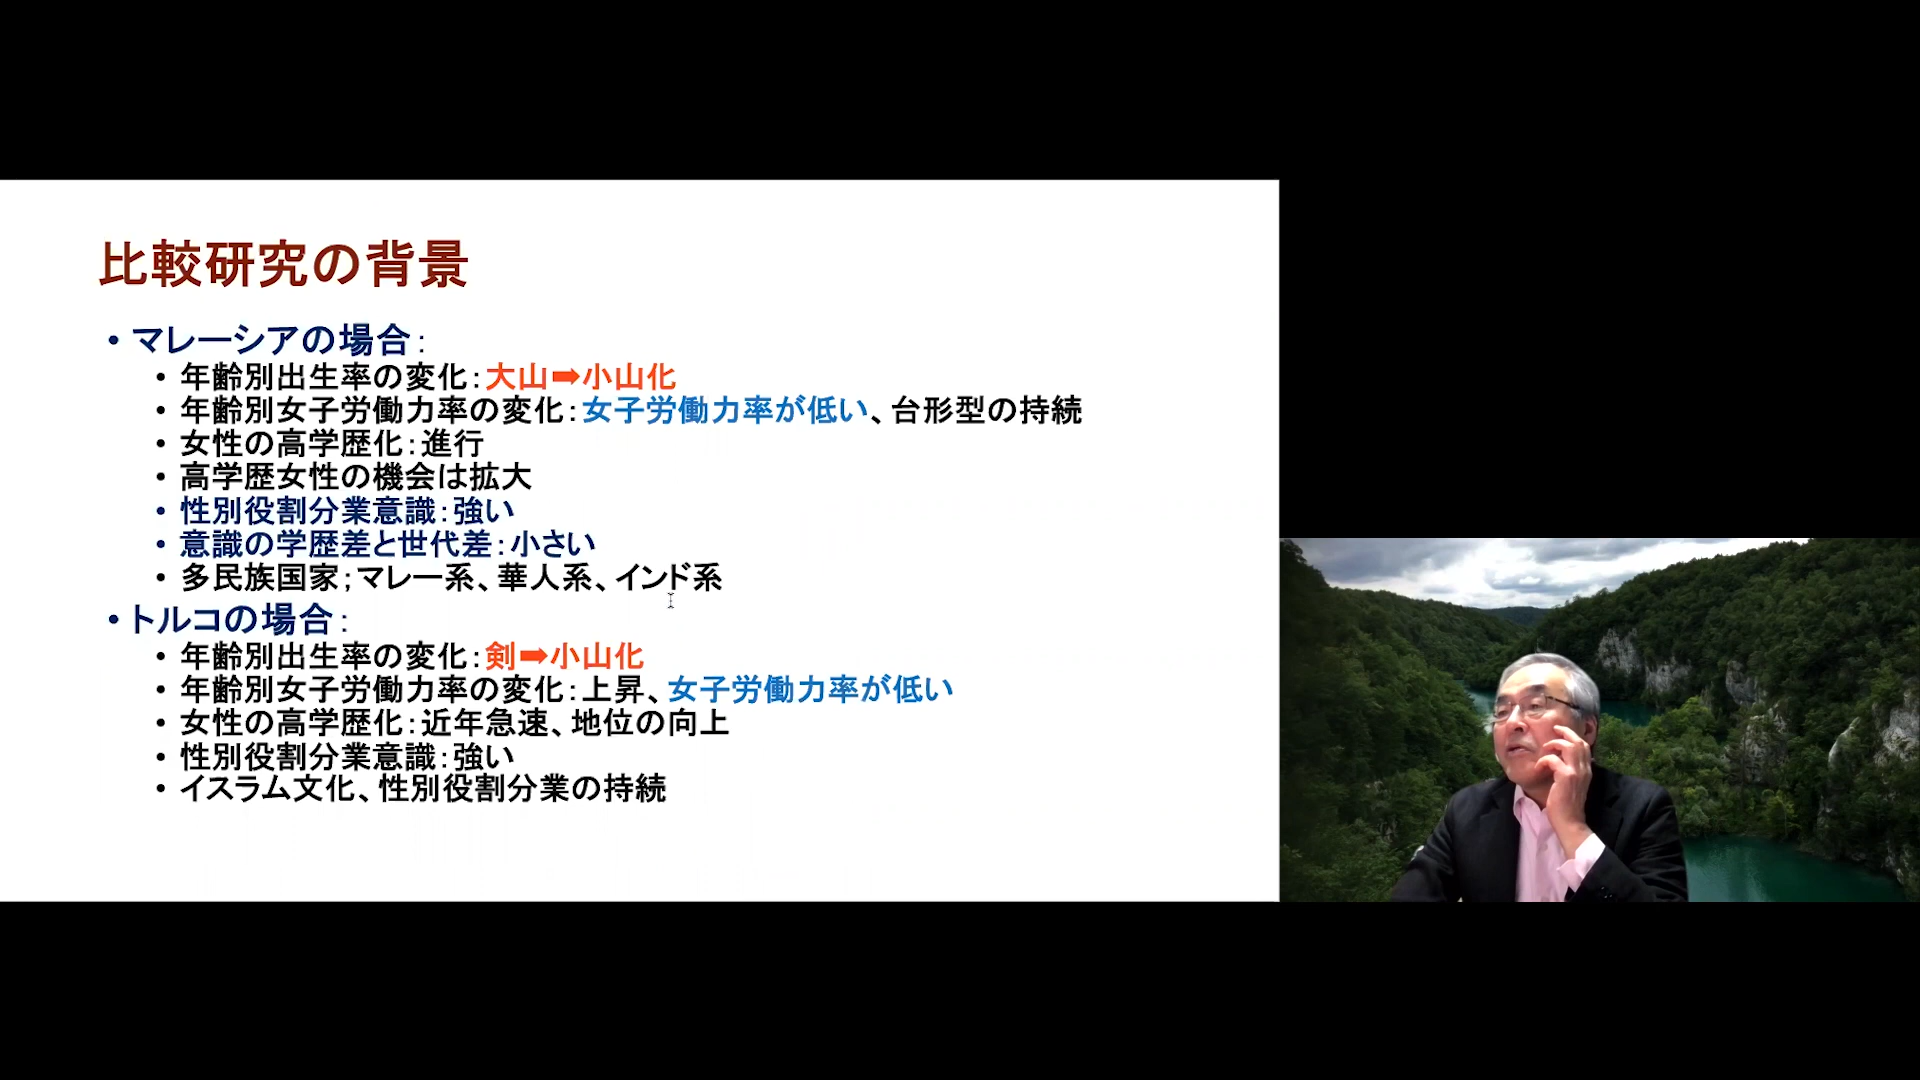 比較研究の背景
• マレーシアの場合：
• 年齢別出生率の変化：大山➡小山化
• 年齢別女子労働力率の変化：女子労働力率が低い、台形型の持続
• 女性の高学歴化：進行
• 高学歴女性の機会は拡大
• 性別役割分業意識：強い
• 意識の学歴差と世代差：小さい
• 多民族国家；マレー系、華人系、インド系
• トルコの場合：
• 年齢別出生率の変化：剣➡小山化
• 年齢別女子労働力率の変化：上昇、女子労働力率が低い
• 女性の高学歴化：近年急速、地位の向上
• 性別役割分業意識：強い
• イスラム文化、性別役割分業の持続